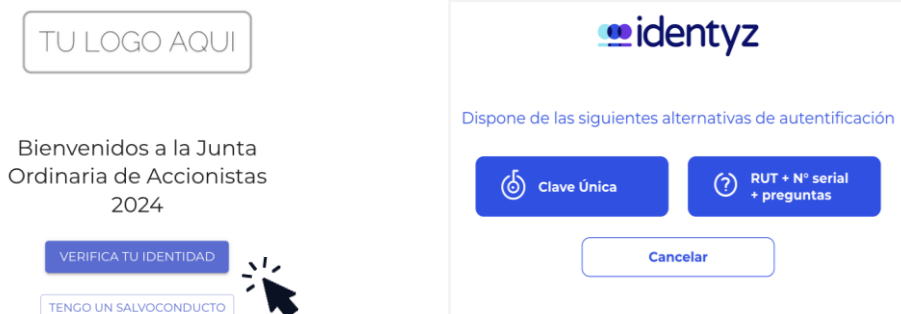 TU LOGO AQUI
Bienvenidos a la Junta
Ordinaria de Accionistas
2024
VERIFICA TU IDENTIDAD
TENGO UN SALVOCONDUCTO
identyz
Dispone de las siguientes alternativas de autentificación
Clave Única
RUT + N° serial
+ preguntas
Cancelar